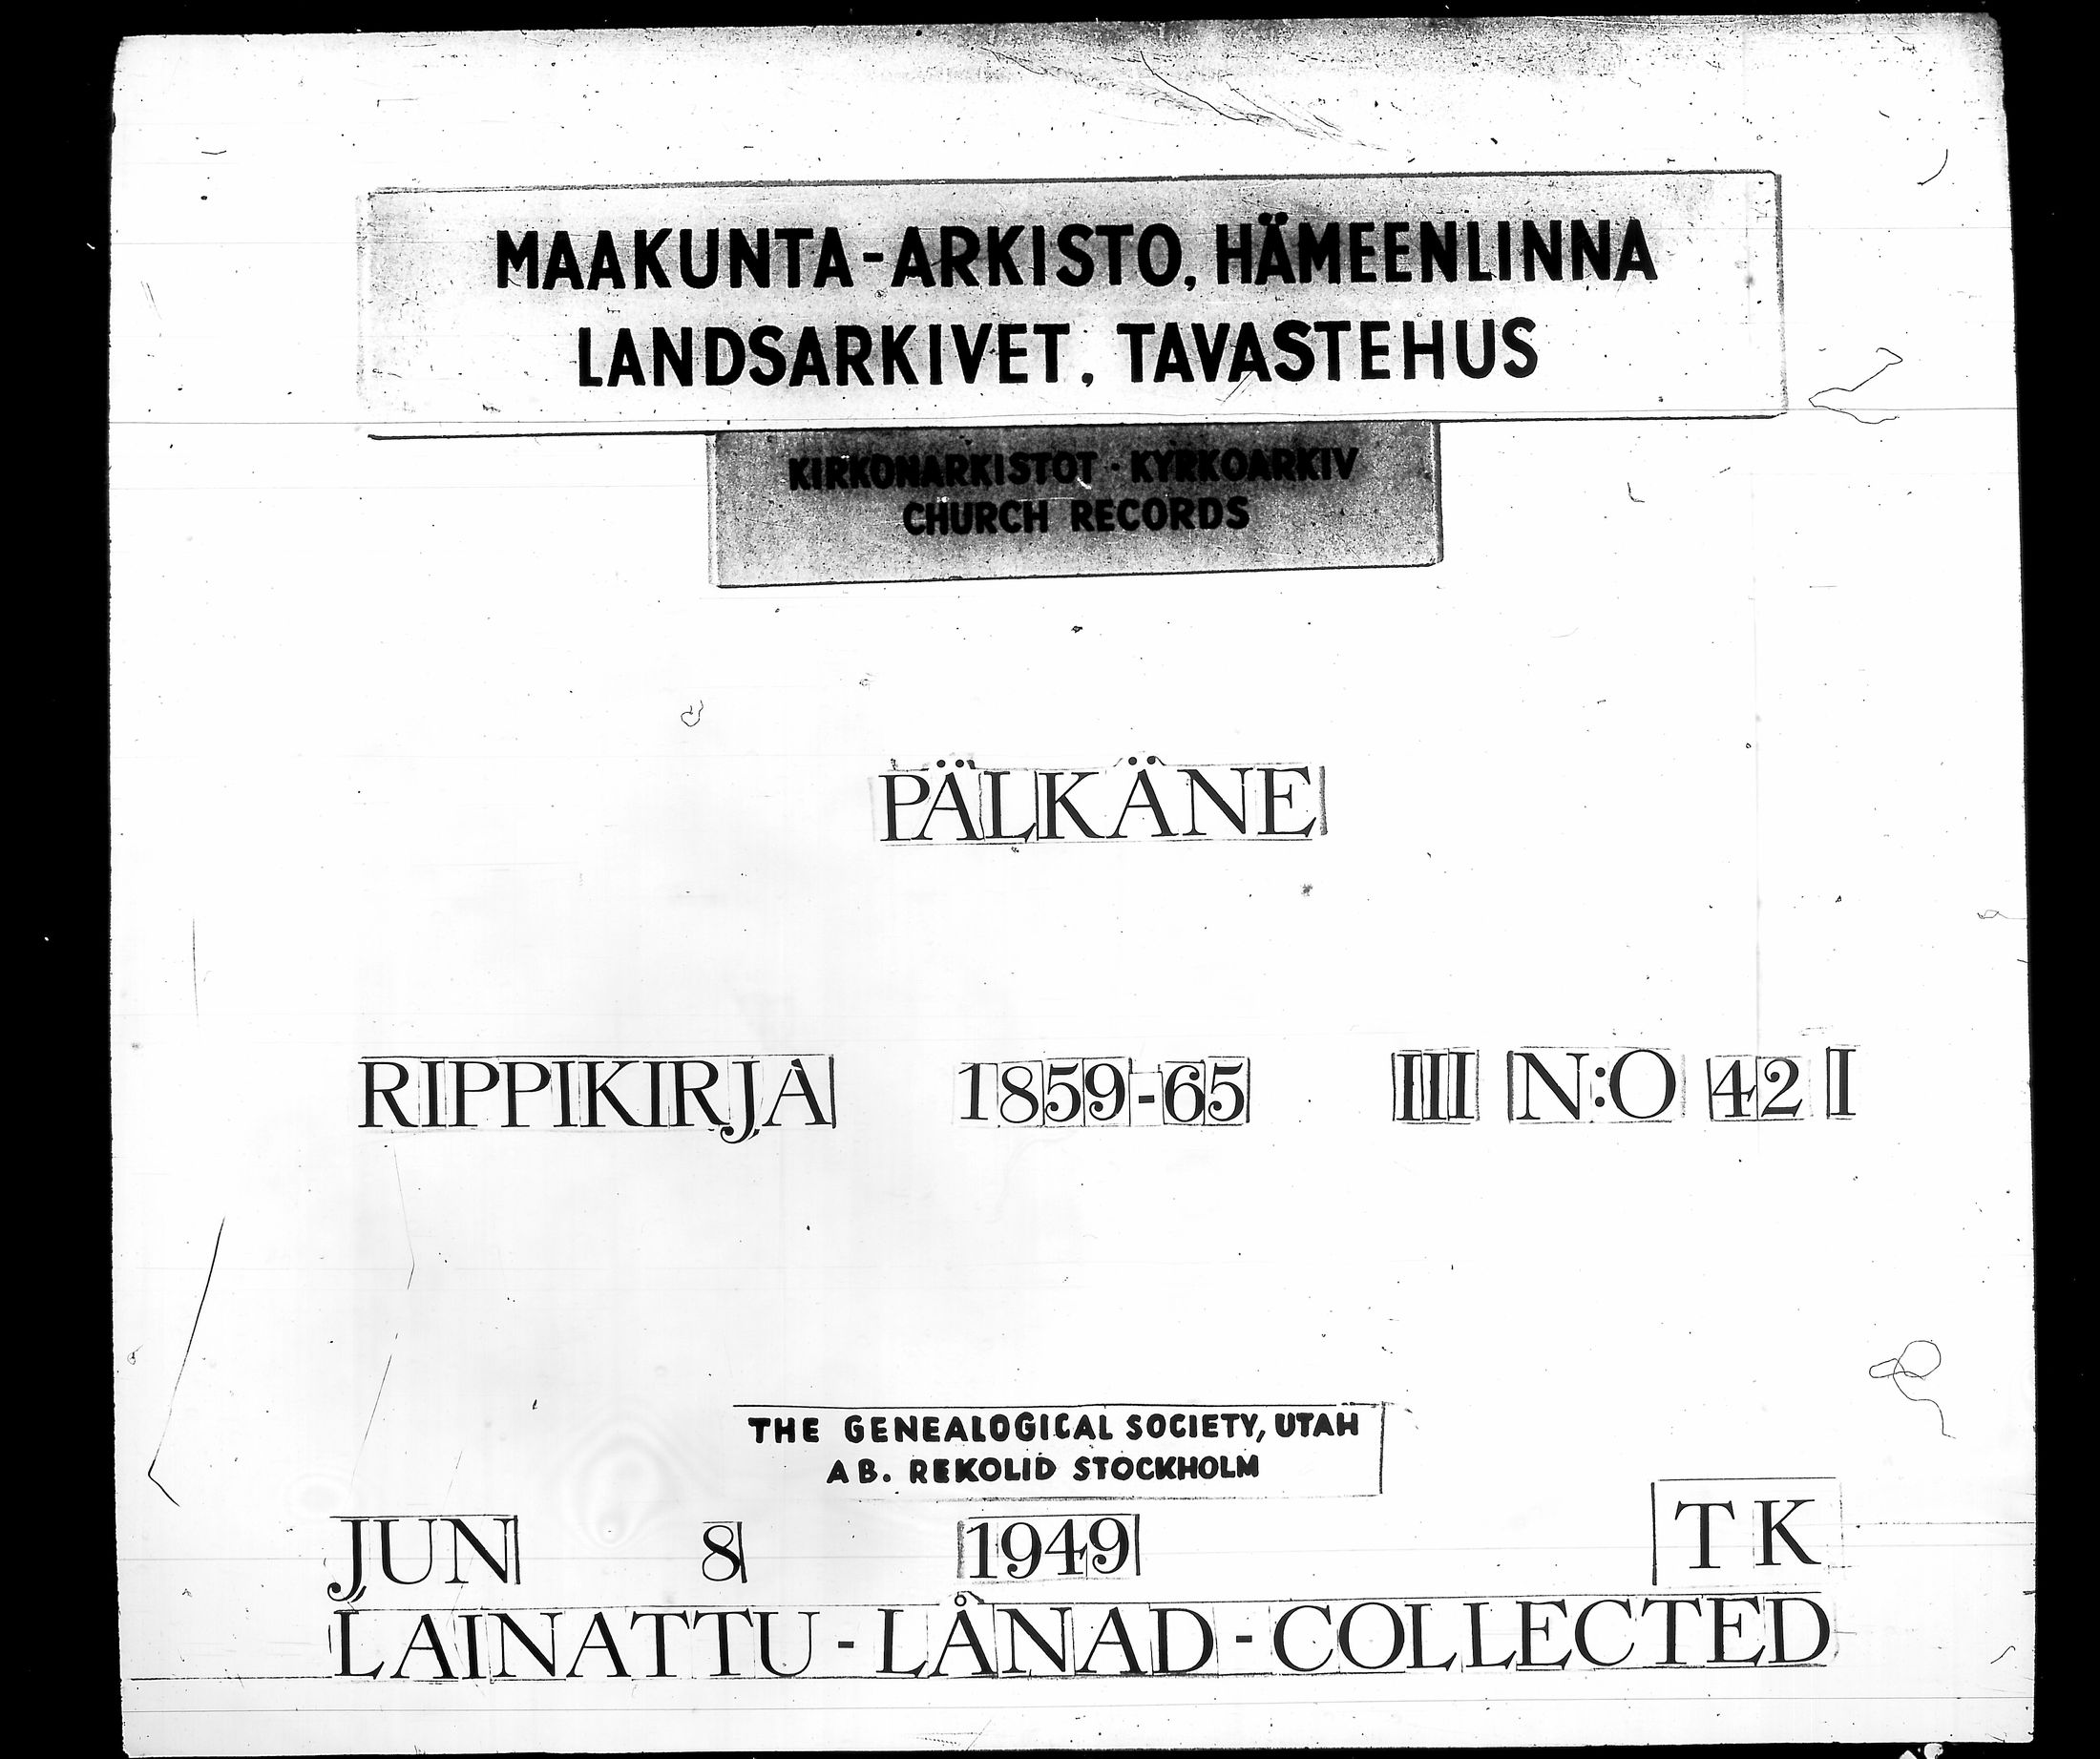 MAAKUNTA-ARKISTO, HÄMEENLINNA
LANDSARKIVET, TAVASTEHUS
KIRKONARKISTOT · KYRKOARKIV
CHURCH RECORDS
PÄLKÄNE
RIPPIKIRJA 1859-65 III N:O 42 I
THE GENEALOGICAL SOCIETY, UTAH
AB. REKOLID STOCKHOLM
JUN 8 1949 TK
LAINATTU-LÅNAD-COLLECTED